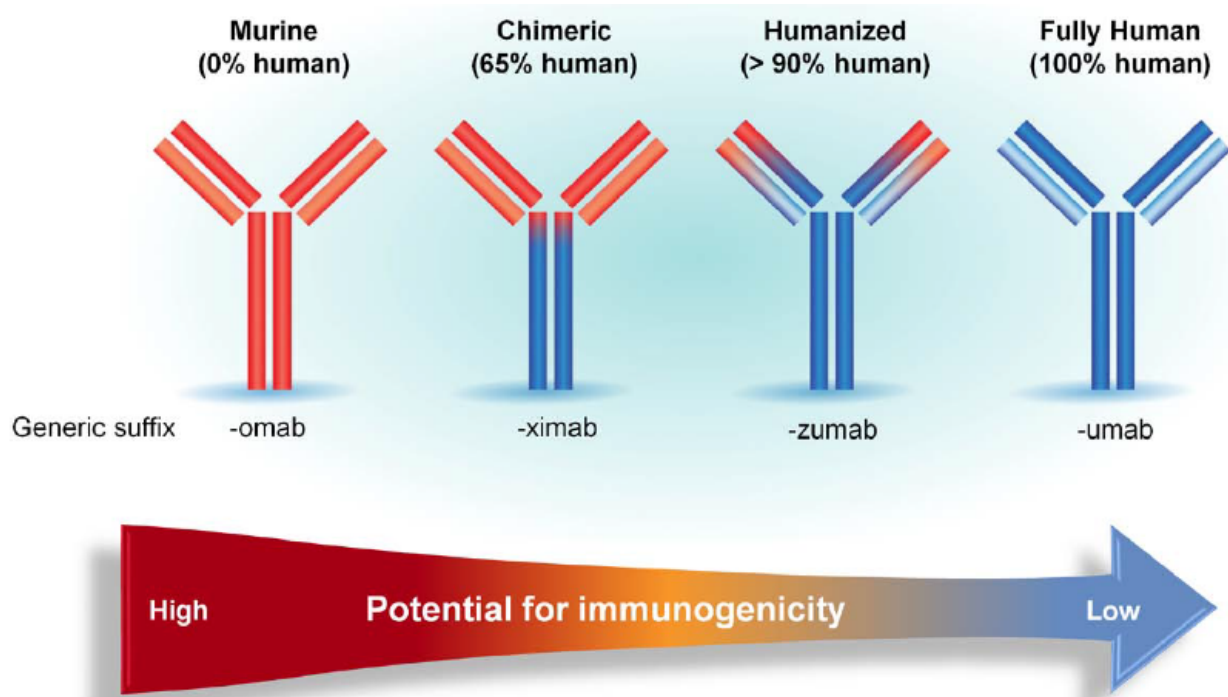 Murine
(0% human)
Chimeric
(65% human)
Humanized
(> 90% human)
Fully Human
(100% human)
Generic suffix
-omab
-ximab
-zumab
-umab
High
Potential for immunogenicity
Low